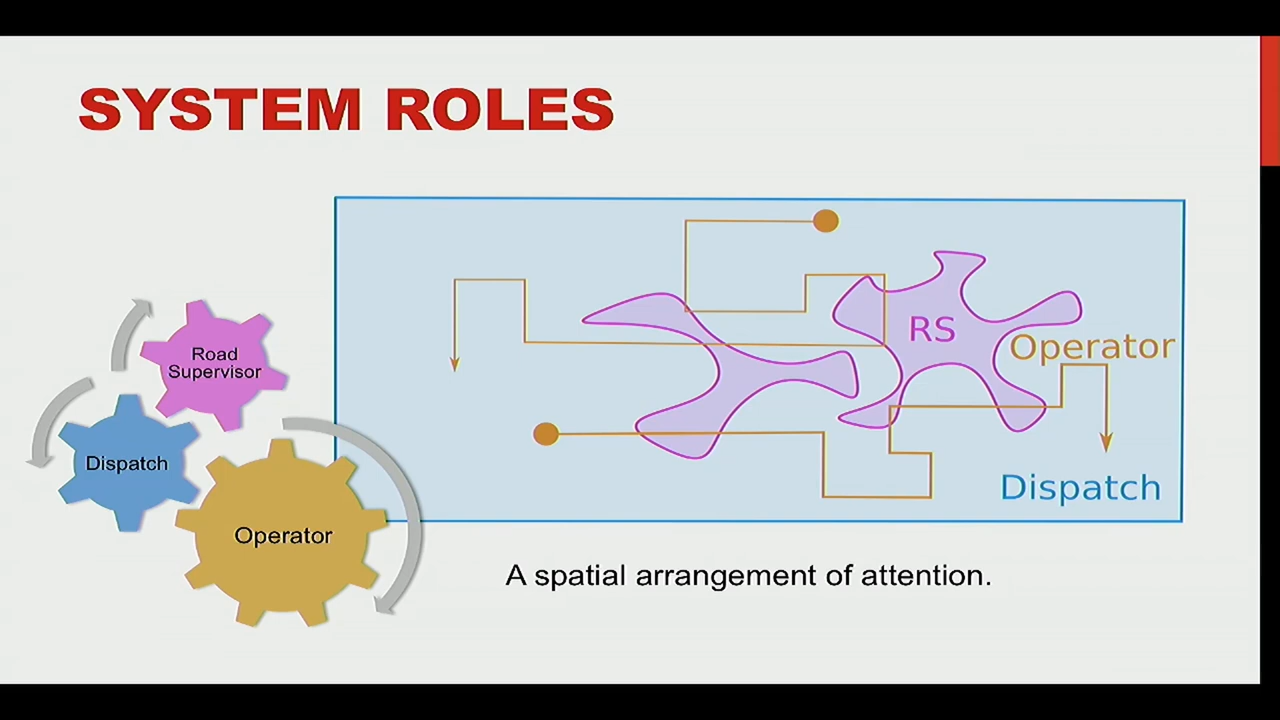 SYSTEM ROLES
RS
Operator
Dispatch
Road
Supervisor
Dispatch
Operator
A spatial arrangement of attention.